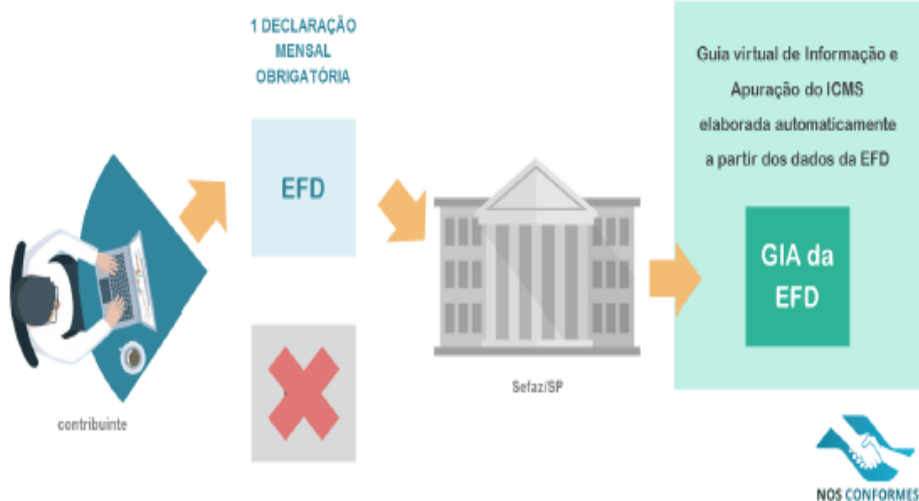 1 DECLARAÇÃO
MENSAL
OBRIGATÓRIA
EFD
contribuinte
Sefaz/SP
Guia virtual de Informação e
Apuração do ICMS
elaborada automaticamente
a partir dos dados da EFD
GIA da
EFD
NOS CONFORMES